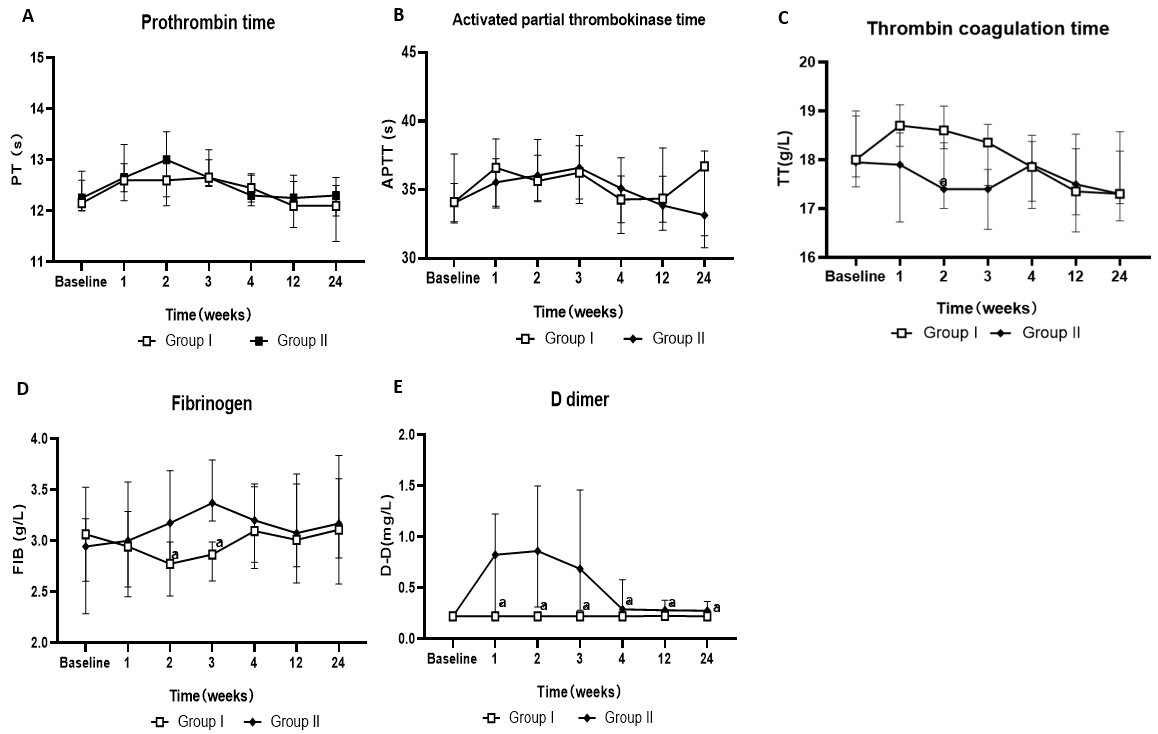 A
Prothrombin time
15
14
13
12
11
PT (s)
Baseline 1 2 3 4 12 24
Time(weeks)
Group I Group II
B
Activated partial thrombokinase time
45
40
35
30
APTT (s)
Baseline 1 2 3 4 12 24
Time(weeks)
Group I Group II
C
Thrombin coagulation time
20
19
18
17
16
TT(g/L)
a
Baseline 1 2 3 4 12 24
Time(weeks)
Group I Group II
D
Fibrinogen
4.0
3.5
3.0
2.5
2.0
FIB (g/L)
a a
Baseline 1 2 3 4 12 24
Time(weeks)
Group I Group II
E
D dimer
2.0
1.5
1.0
0.5
0.0
D-D(mg/L)
a a a a a a
Baseline 1 2 3 4 12 24
Time(weeks)
Group I Group II